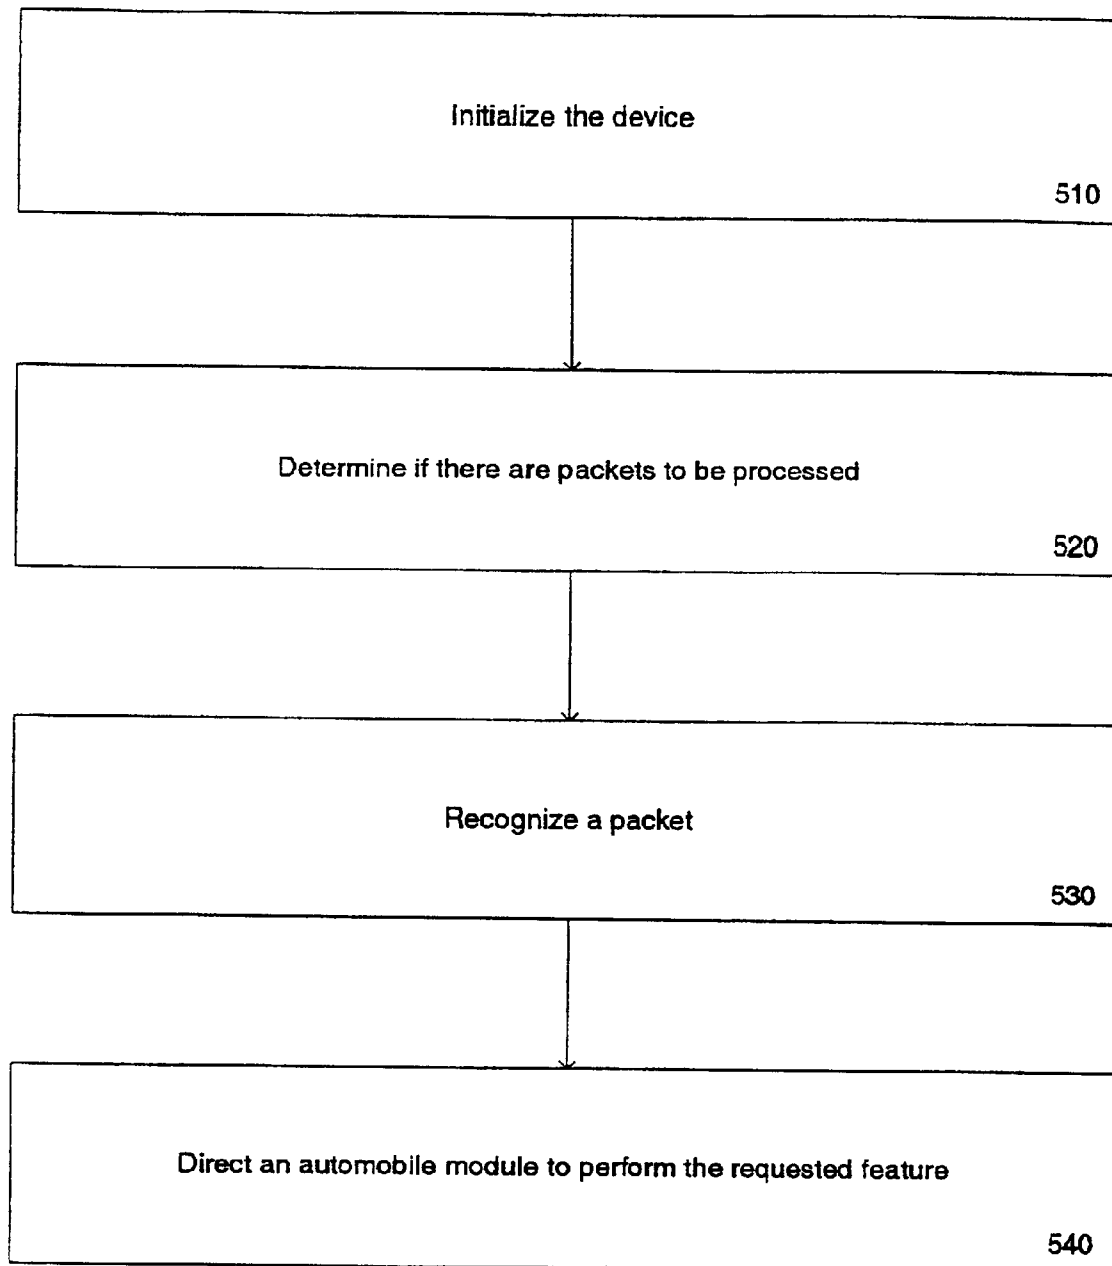 Initialize the device
510
Determine if there are packets to be processed
520
Recognize a packet
530
Direct an automobile module to perform the requested feature
540